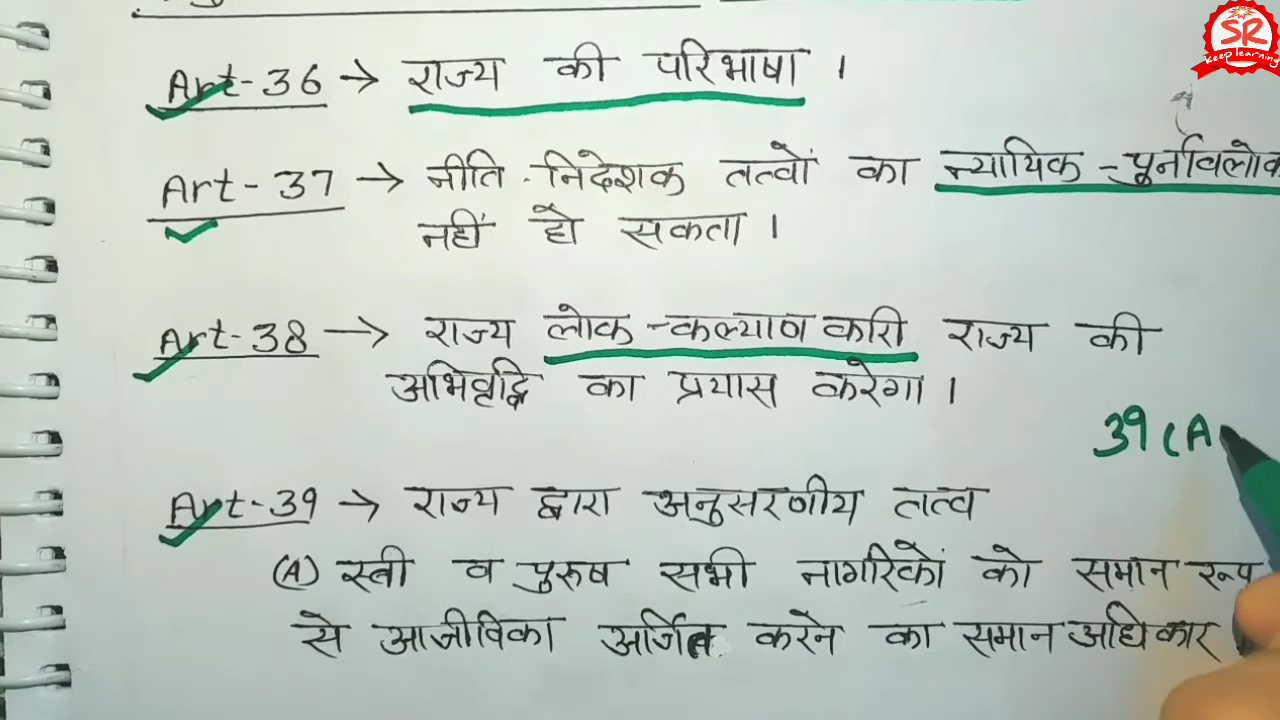 SR
Keep learning
Art-36 → राज्य की परिभाषा ।
Art-37 → नीति-निदेशक तत्वों का न्यायिक-पुर्नविलोक
नहीं हो सकता ।
Art-38 → राज्य लोक-कल्याणकारी राज्य की
अभिवृद्धि का प्रयास करेगा ।
39 (A
Art-39 → राज्य द्वारा अनुसरणीय तत्व
(A) स्त्री व पुरुष सभी नागरिकों को समान रूप
से आजीविका अर्जित करने का समान अधिकार